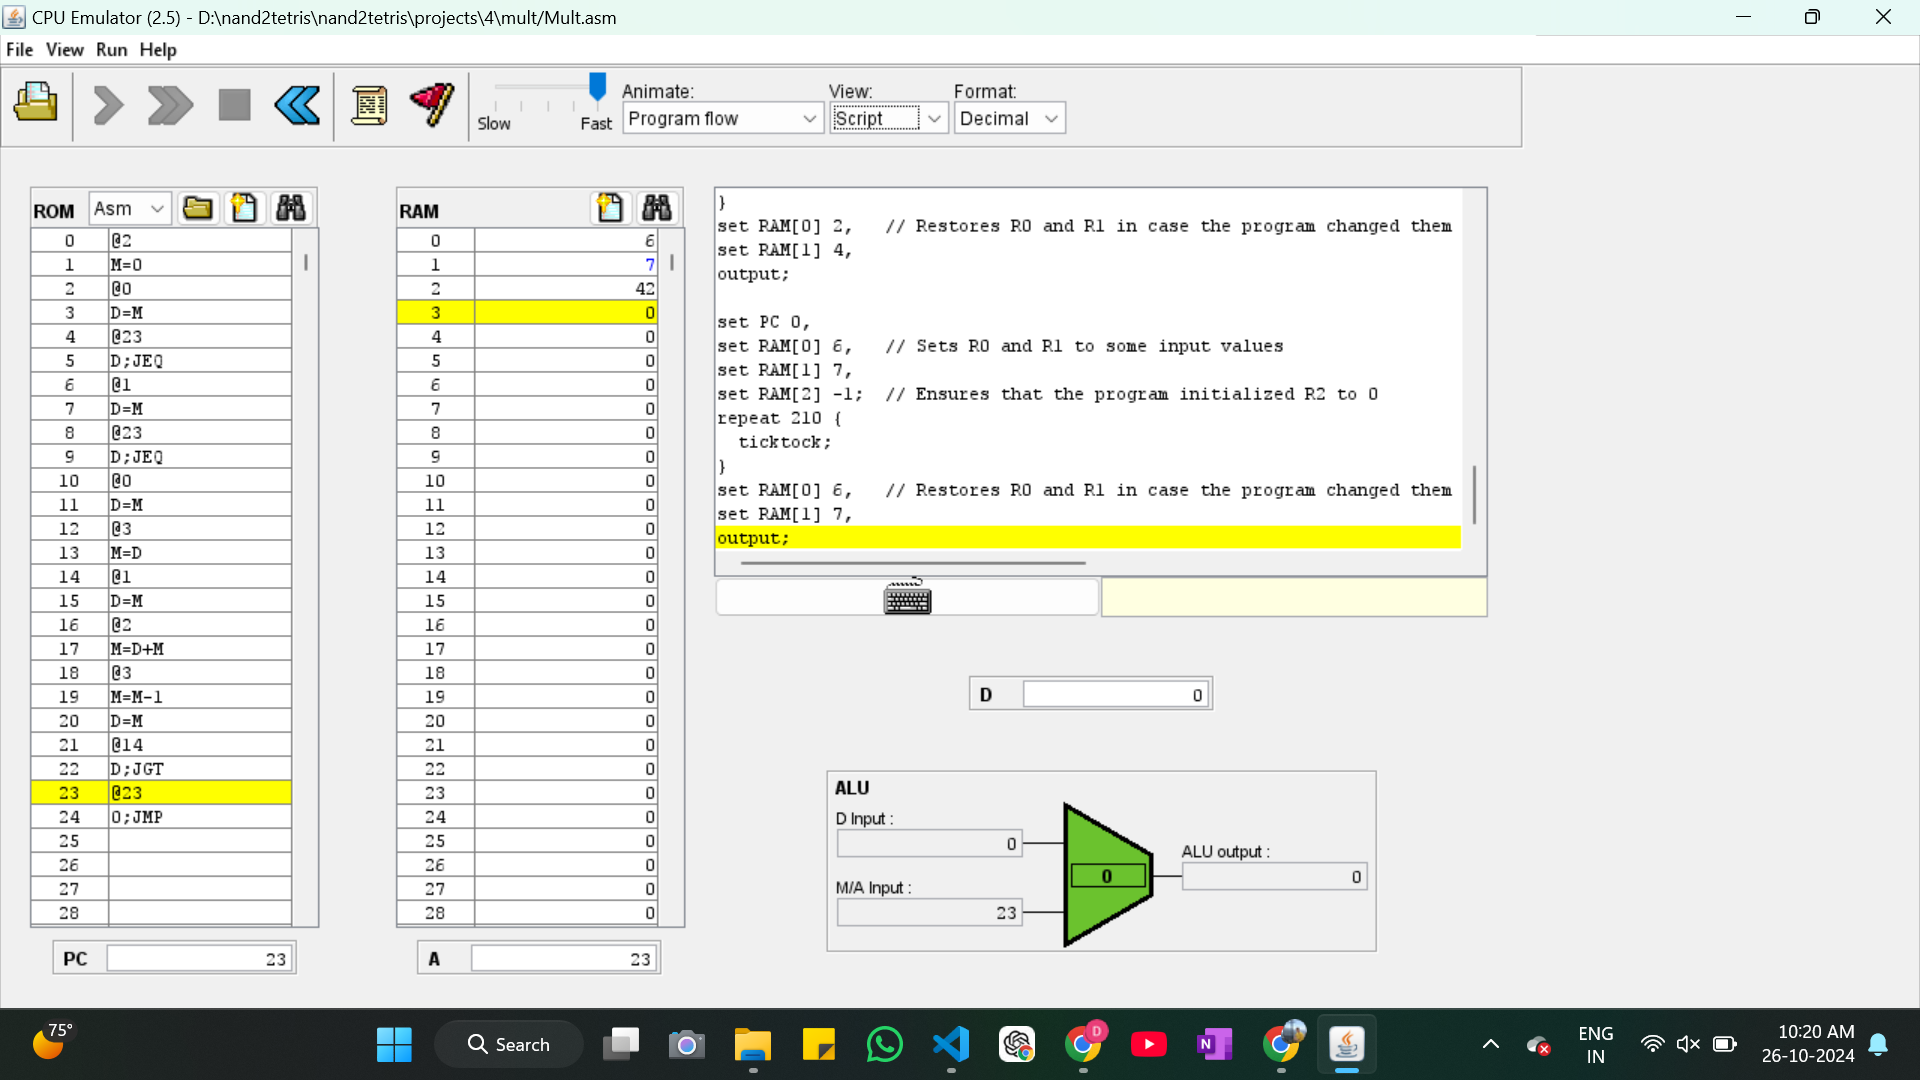 CPU Emulator (2.5) - D:\nand2tetris\nand2tetris\projects\4\mult/Mult.asm
File View Run Help
Slow
Fast
Animate:
Program flow
View:
Script
Format:
Decimal
ROM Asm
0 @2
1 M=0
2 @0
3 D=M
4 @23
5 D;JEQ
6 @1
7 D=M
8 @23
9 D;JEQ
10 @0
11 D=M
12 @3
13 M=D
14 @1
15 D=M
16 @2
17 M=D+M
18 @3
19 M=M-1
20 D=M
21 @14
22 D;JGT
23 @23
24 0;JMP
25
26
27
28
PC 23
RAM
0 6
1 7
2 42
3 0
4 0
5 0
6 0
7 0
8 0
9 0
10 0
11 0
12 0
13 0
14 0
15 0
16 0
17 0
18 0
19 0
20 0
21 0
22 0
23 0
24 0
25 0
26 0
27 0
28 0
A 23
}
set RAM[0] 2,   // Restores R0 and R1 in case the program changed them
set RAM[1] 4,
output;
set PC 0,
set RAM[0] 6,   // Sets R0 and R1 to some input values
set RAM[1] 7,
set RAM[2] -1;  // Ensures that the program initialized R2 to 0
repeat 210 {
  ticktock;
}
set RAM[0] 6,   // Restores R0 and R1 in case the program changed them
set RAM[1] 7,
output;
D 0
ALU
D Input :
0
M/A Input :
23
0
ALU output :
0
75°
Search
D
N
ENG
IN
10:20 AM
26-10-2024